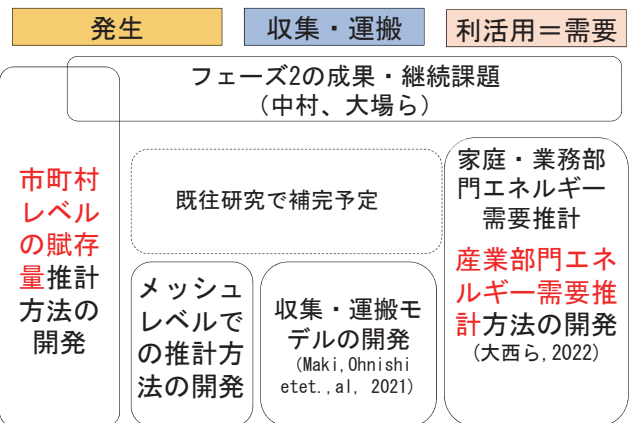 発生
収集・運搬
利活用＝需要
フェーズ2の成果・継続課題
（中村、大場ら）
市町村
レベル
の賦存
量推計
方法の
開発
既往研究で補完予定
メッシュ
レベルで
の推計方
法の開発
収集・運搬モ
デルの開発
(Maki,Ohnishi
etet.,al, 2021)
家庭・業務部
門エネルギー
需要推計
産業部門エネ
ルギー需要推
計方法の開発
(大西ら,2022)